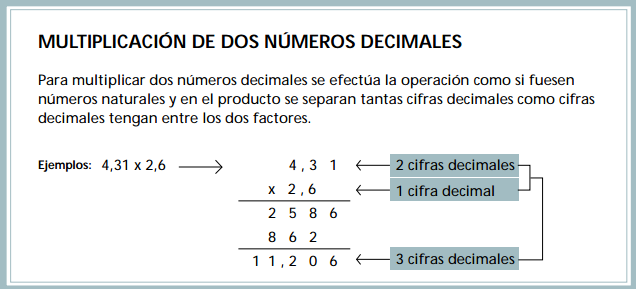 MULTIPLICACIÓN DE DOS NÚMEROS DECIMALES
Para multiplicar dos números decimales se efectúa la operación como si fuesen
números naturales y en el producto se separan tantas cifras decimales como cifras
decimales tengan entre los dos factores.
Ejemplos: 4,31 x 2,6 4,31 2 cifras decimales
x 2,6 1 cifra decimal
2 5 8 6
8 6 2
1 1,2 0 6 3 cifras decimales